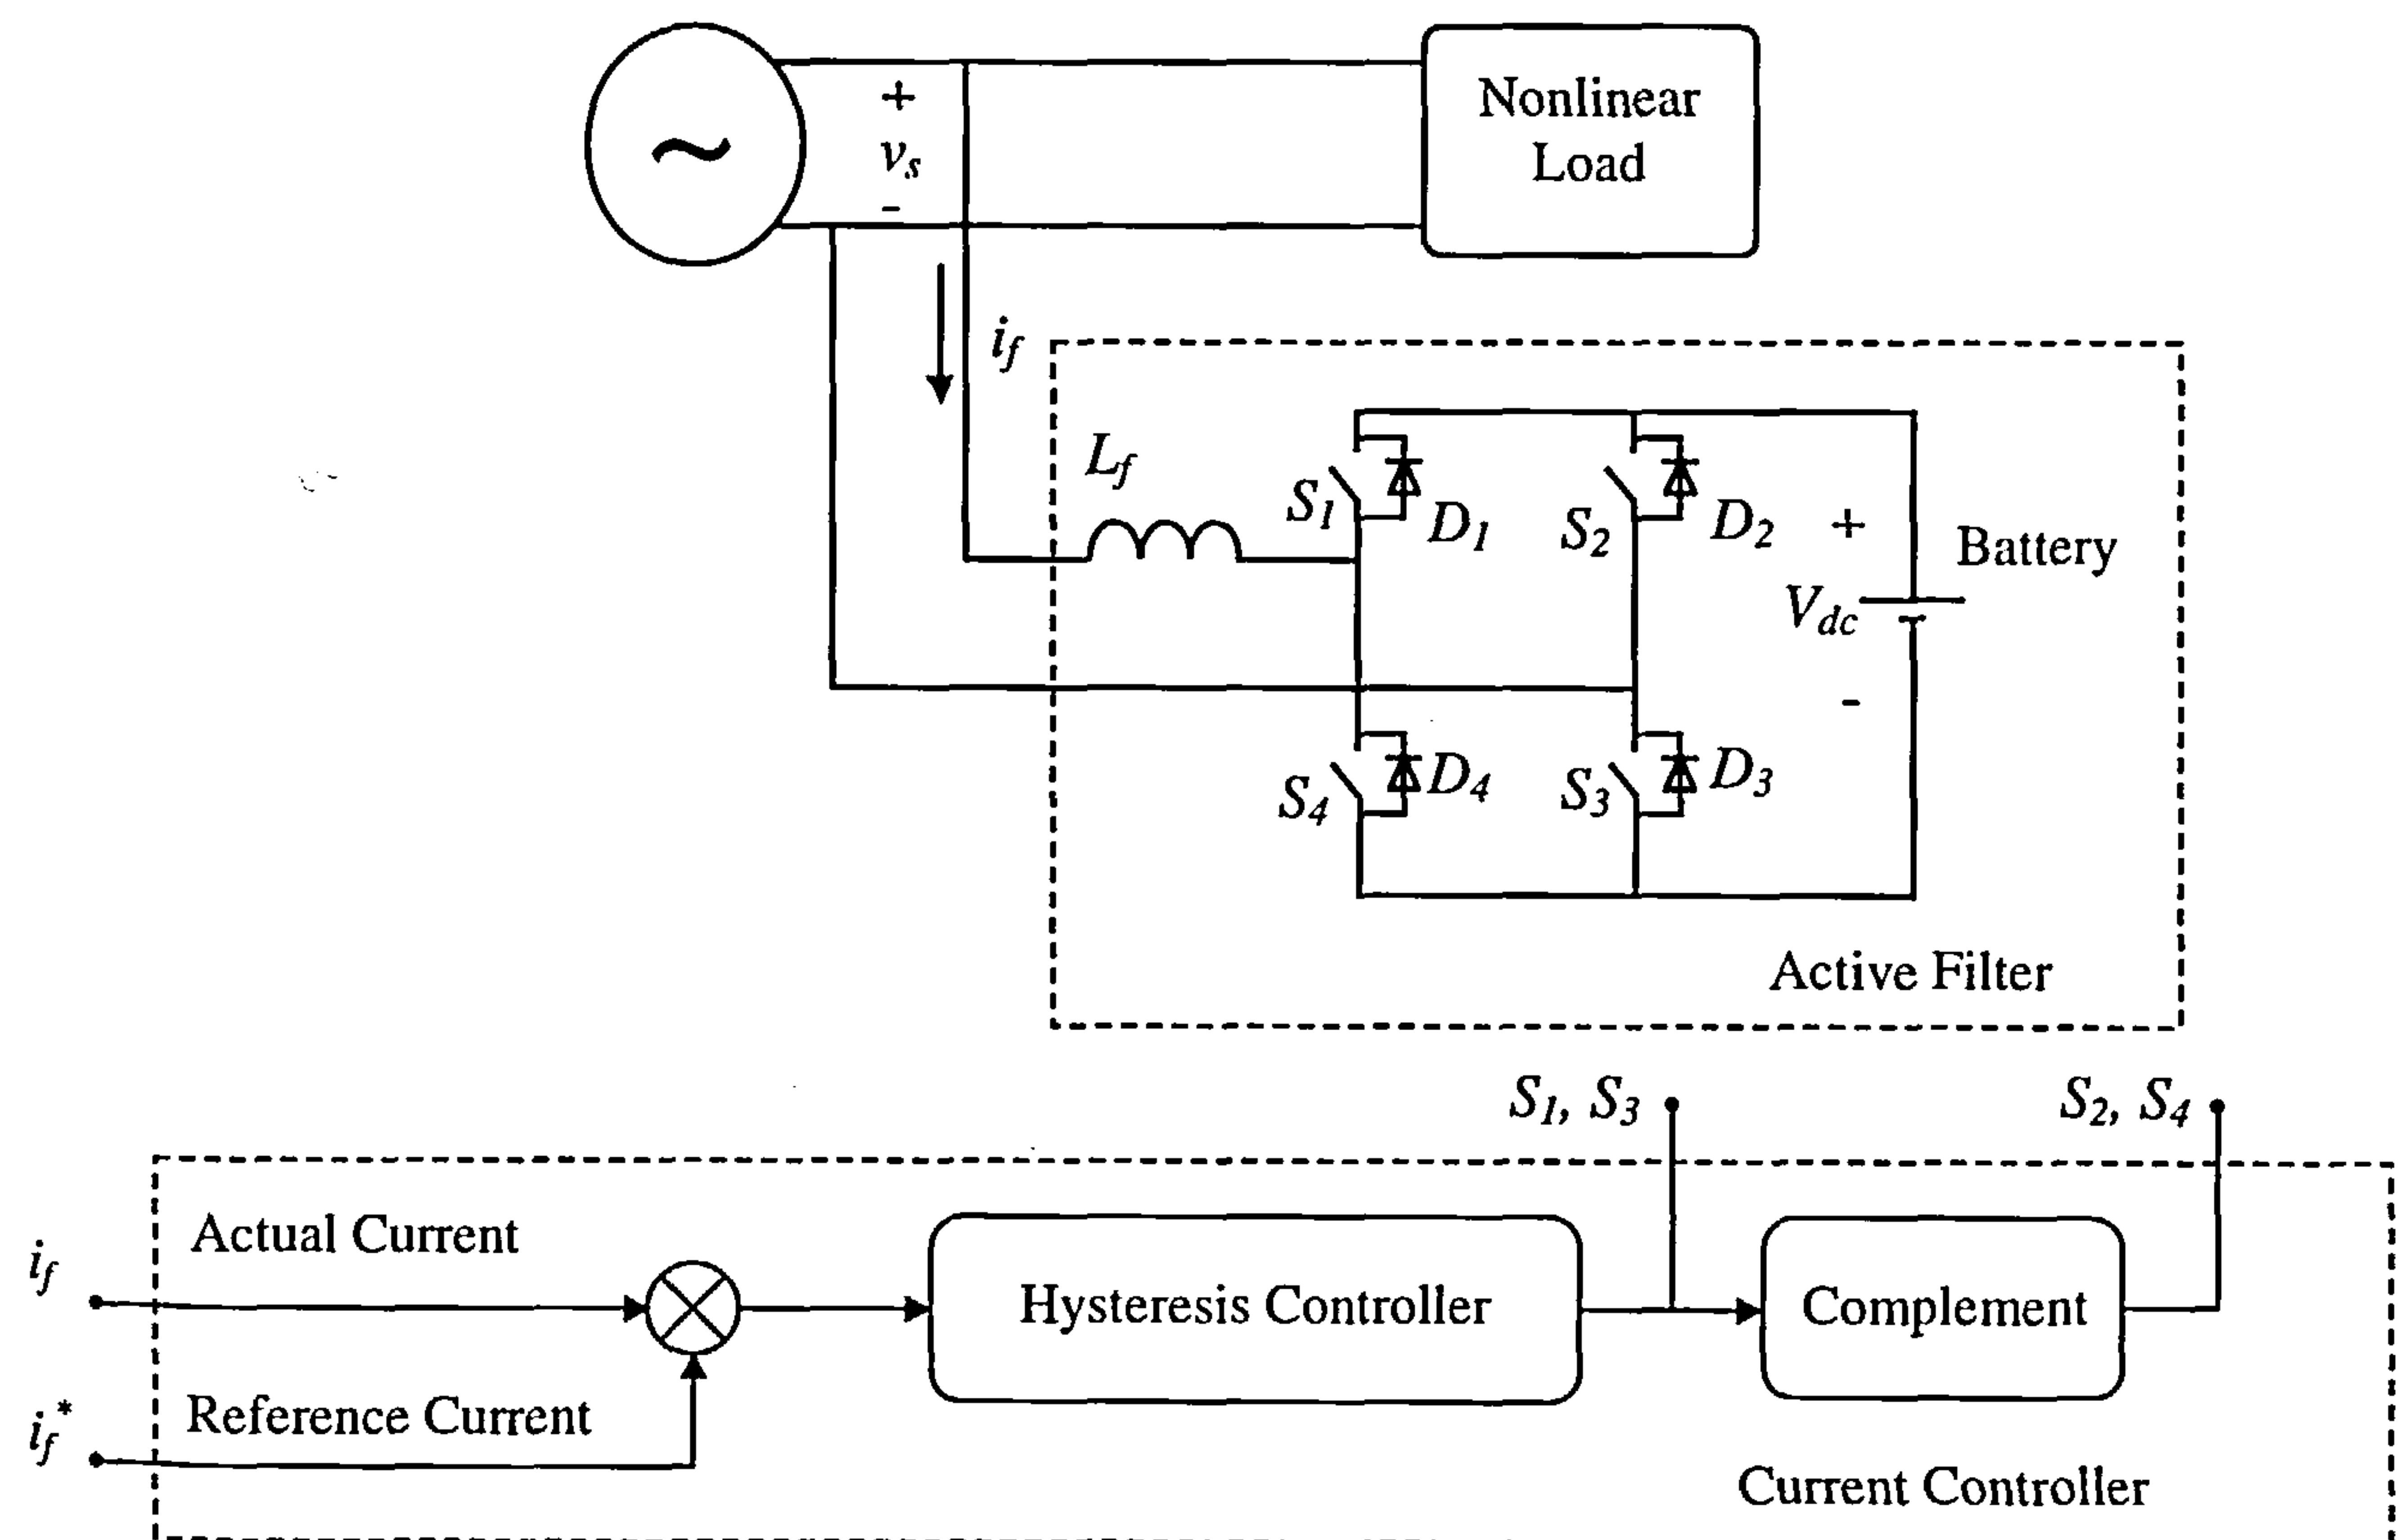 ~
+
v_s
-
Nonlinear
Load
i_f
L_f
S_1
D_1
S_2
D_2
+
Battery
V_dc
-
S_4
D_4
S_3
D_3
Active Filter
S_1, S_3
S_2, S_4
Actual Current
i_f
Hysteresis Controller
Complement
Reference Current
i_f^*
Current Controller